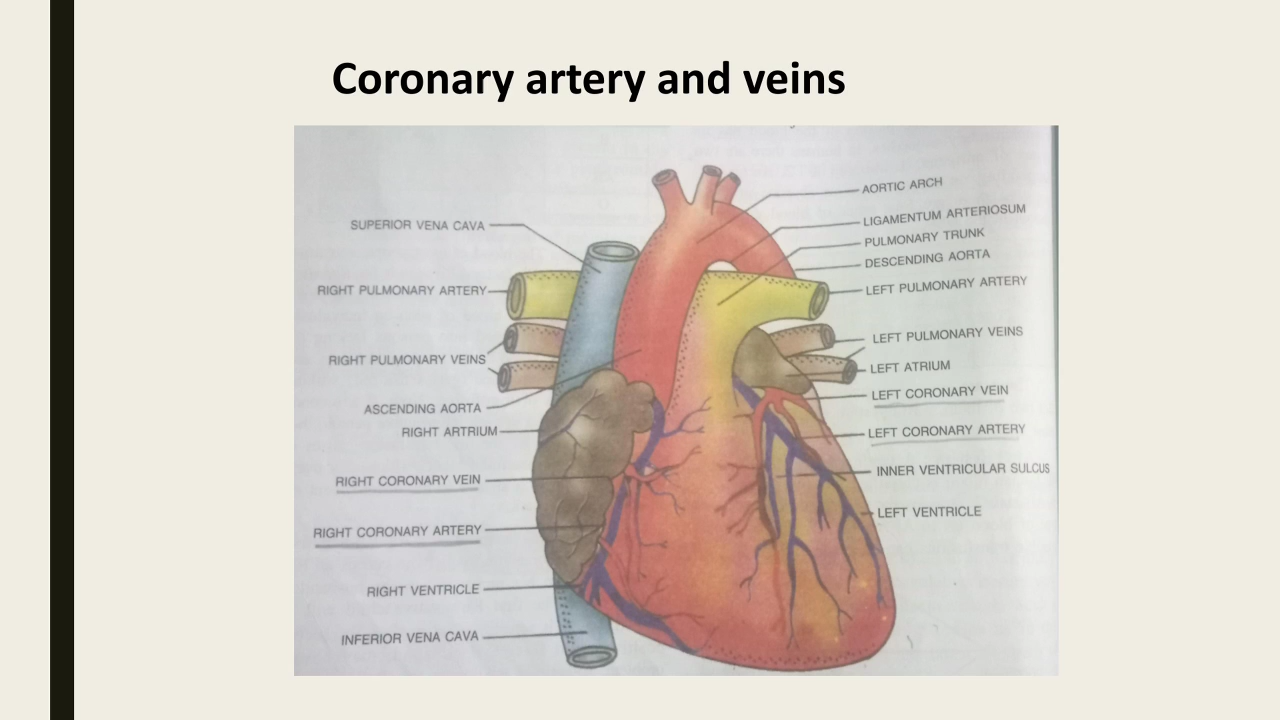 Coronary artery and veins
AORTIC ARCH
LIGAMENTUM ARTERIOSUM
SUPERIOR VENA CAVA
PULMONARY TRUNK
DESCENDING AORTA
RIGHT PULMONARY ARTERY
LEFT PULMONARY ARTERY
LEFT PULMONARY VEINS
RIGHT PULMONARY VEINS
LEFT ATRIUM
LEFT CORONARY VEIN
ASCENDING AORTA
RIGHT ARTRIUM
LEFT CORONARY ARTERY
INNER VENTRICULAR SULCUS
RIGHT CORONARY VEIN
LEFT VENTRICLE
RIGHT CORONARY ARTERY
RIGHT VENTRICLE
INFERIOR VENA CAVA